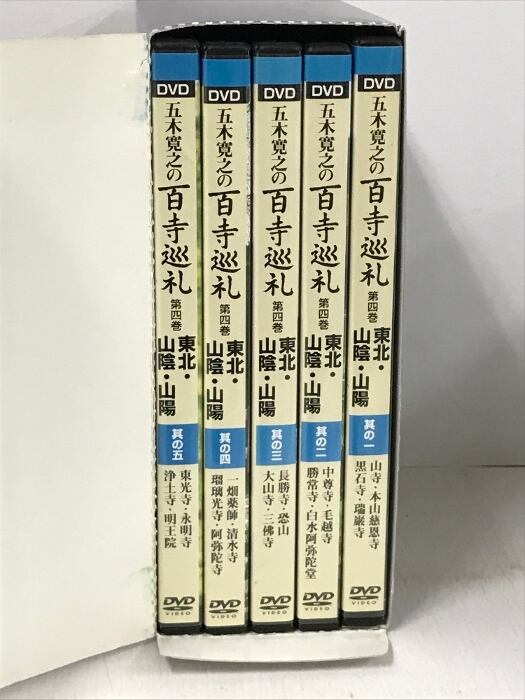 DVD
五木寛之の
百寺巡礼
第四巻
東北・
山陰・山陽
其の一
山寺・本山慈恩寺
黒石寺・瑞巌寺
DVD
VIDEO
DVD
五木寛之の
百寺巡礼
第四巻
東北・
山陰・山陽
其の二
中尊寺・毛越寺
勝常寺・白水阿弥陀堂
DVD
VIDEO
DVD
五木寛之の
百寺巡礼
第四巻
東北・
山陰・山陽
其の三
長勝寺・恐山
大山寺・三佛寺
DVD
VIDEO
DVD
五木寛之の
百寺巡礼
第四巻
東北・
山陰・山陽
其の四
一畑薬師・清水寺
瑠璃光寺・阿弥陀寺
DVD
VIDEO
DVD
五木寛之の
百寺巡礼
第四巻
東北・
山陰・山陽
其の五
東光寺・永明寺
浄土寺・明王院
DVD
VIDEO